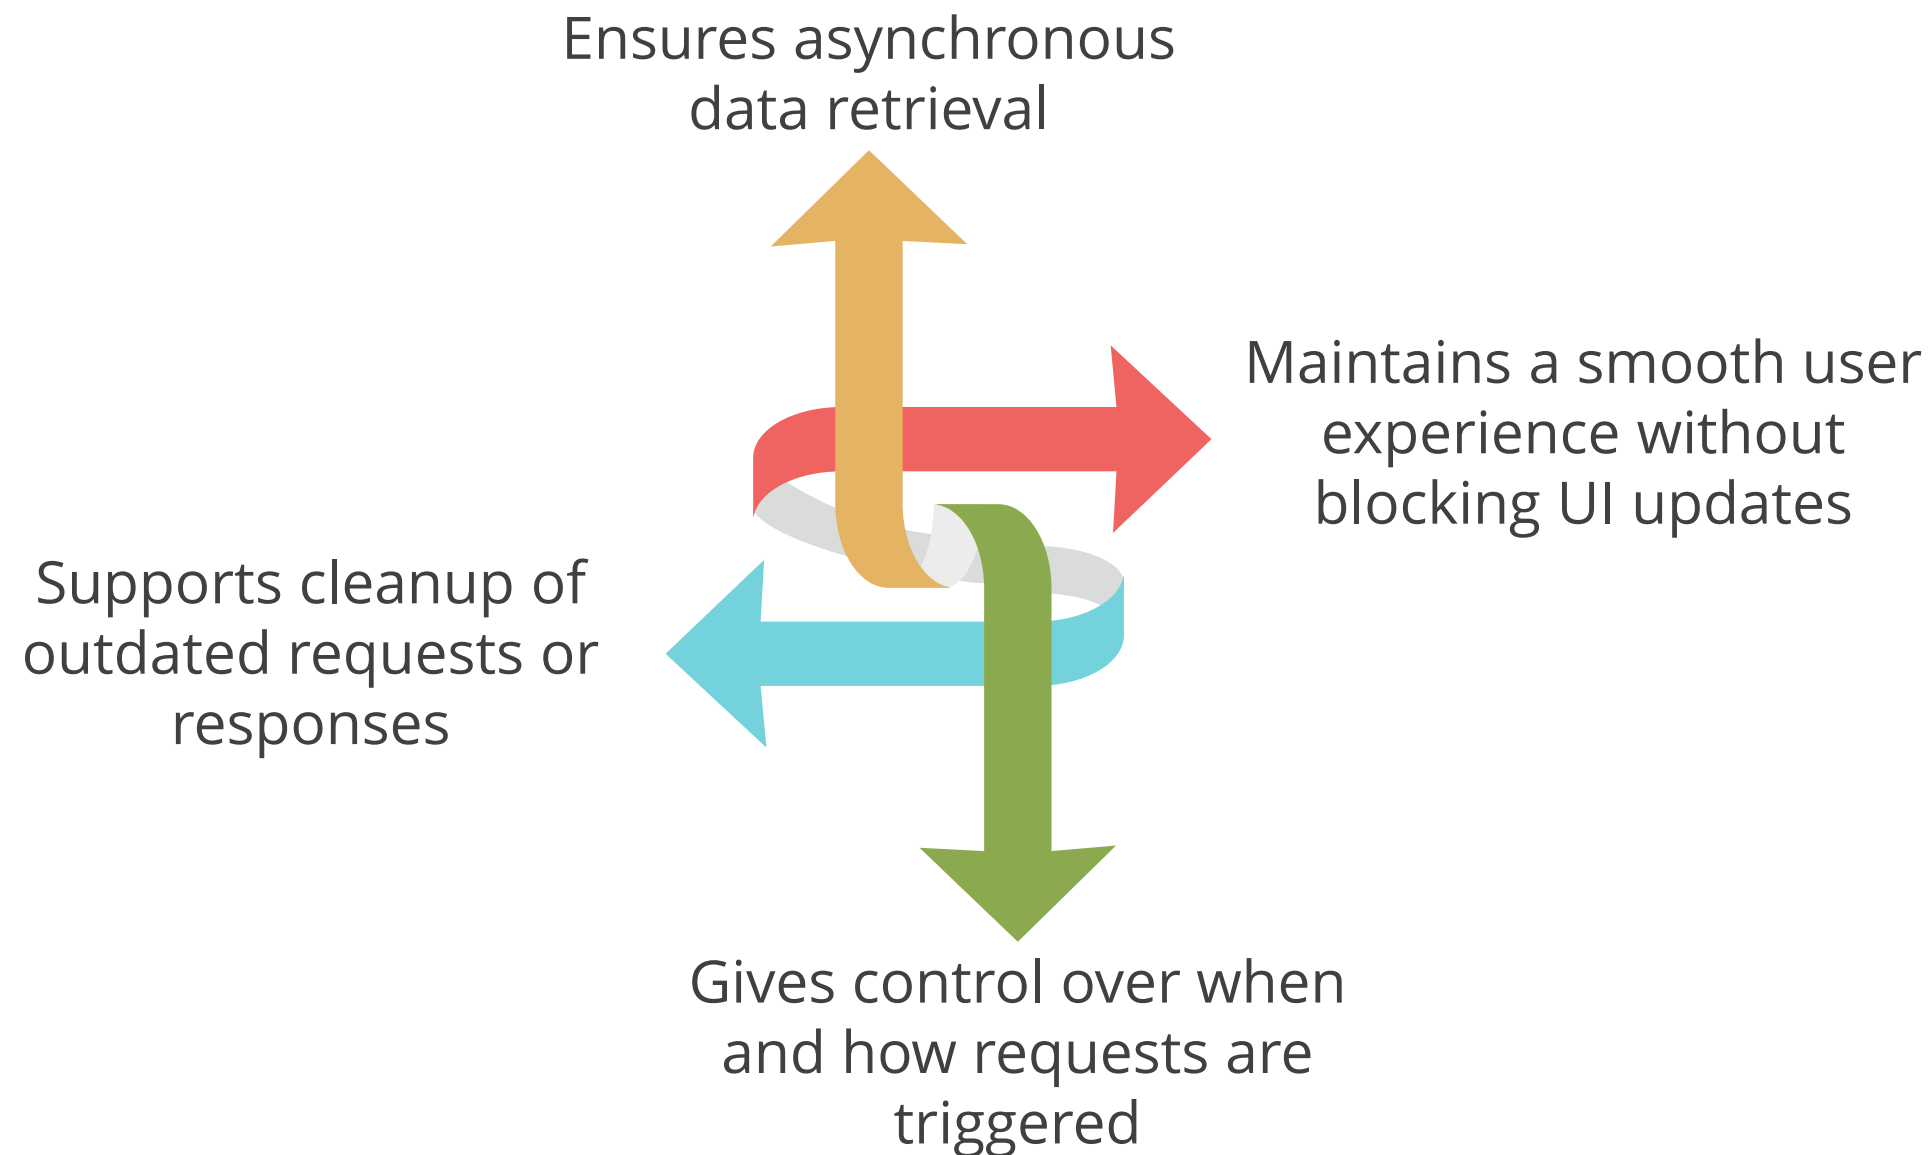 Ensures asynchronous
data retrieval
Maintains a smooth user
experience without
blocking UI updates
Supports cleanup of
outdated requests or
responses
Gives control over when
and how requests are
triggered